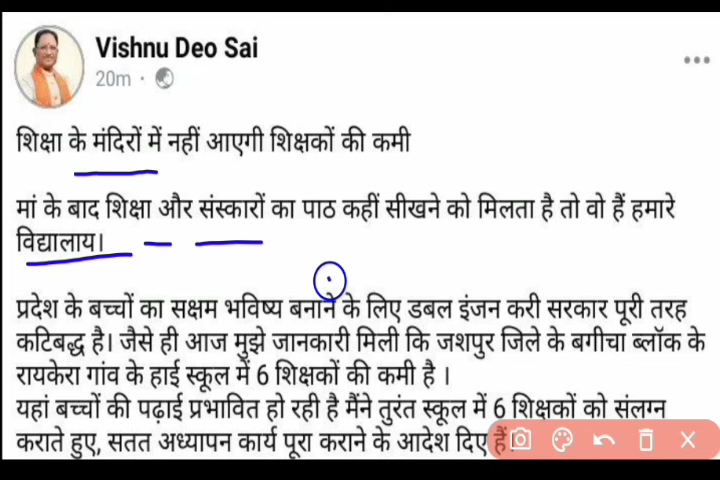 Vishnu Deo Sai
20m ·
शिक्षा के मंदिरों में नहीं आएगी शिक्षकों की कमी
मां के बाद शिक्षा और संस्कारों का पाठ कहीं सीखने को मिलता है तो वो हैं हमारे
विद्यालाय।
प्रदेश के बच्चों का सक्षम भविष्य बनाने के लिए डबल इंजन करी सरकार पूरी तरह
कटिबद्ध है। जैसे ही आज मुझे जानकारी मिली कि जशपुर जिले के बगीचा ब्लॉक के
रायकेरा गांव के हाई स्कूल में 6 शिक्षकों की कमी है ।
यहां बच्चों की पढ़ाई प्रभावित हो रही है मैंने तुरंत स्कूल में 6 शिक्षकों को संलग्न
कराते हुए, सतत अध्यापन कार्य पूरा कराने के आदेश दिए हैं।